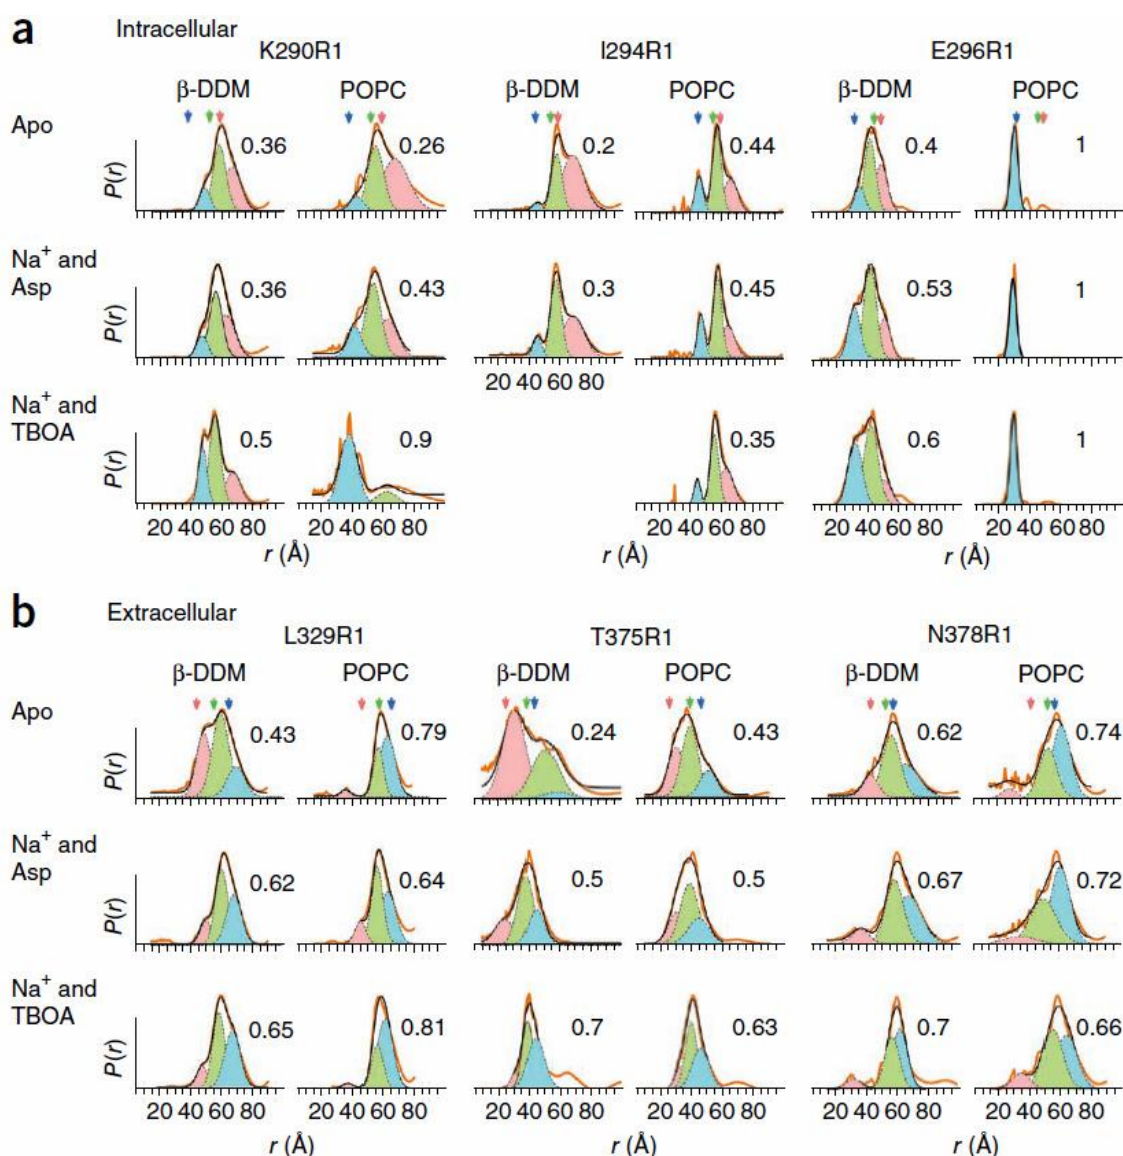 a Intracellular
K290R1 I294R1 E296R1
β-DDM POPC β-DDM POPC β-DDM POPC
Apo
P(r) 0.36 0.26 0.2 0.44 0.4 1
Na⁺ and
Asp
P(r) 0.36 0.43 0.3 0.45 0.53 1
20 40 60 80
Na⁺ and
TBOA
P(r) 0.5 0.9 0.35 0.6 1
20 40 60 80 20 40 60 80 20 40 60 80 20 40 60 80 20 40 60 80
r (Å) r (Å) r (Å)
b Extracellular
L329R1 T375R1 N378R1
β-DDM POPC β-DDM POPC β-DDM POPC
Apo
P(r) 0.43 0.79 0.24 0.43 0.62 0.74
Na⁺ and
Asp
P(r) 0.62 0.64 0.5 0.5 0.67 0.72
Na⁺ and
TBOA
P(r) 0.65 0.81 0.7 0.63 0.7 0.66
20 40 60 80 20 40 60 80 20 40 60 80 20 40 60 80 20 40 60 80 20 40 60 80
r (Å) r (Å) r (Å)